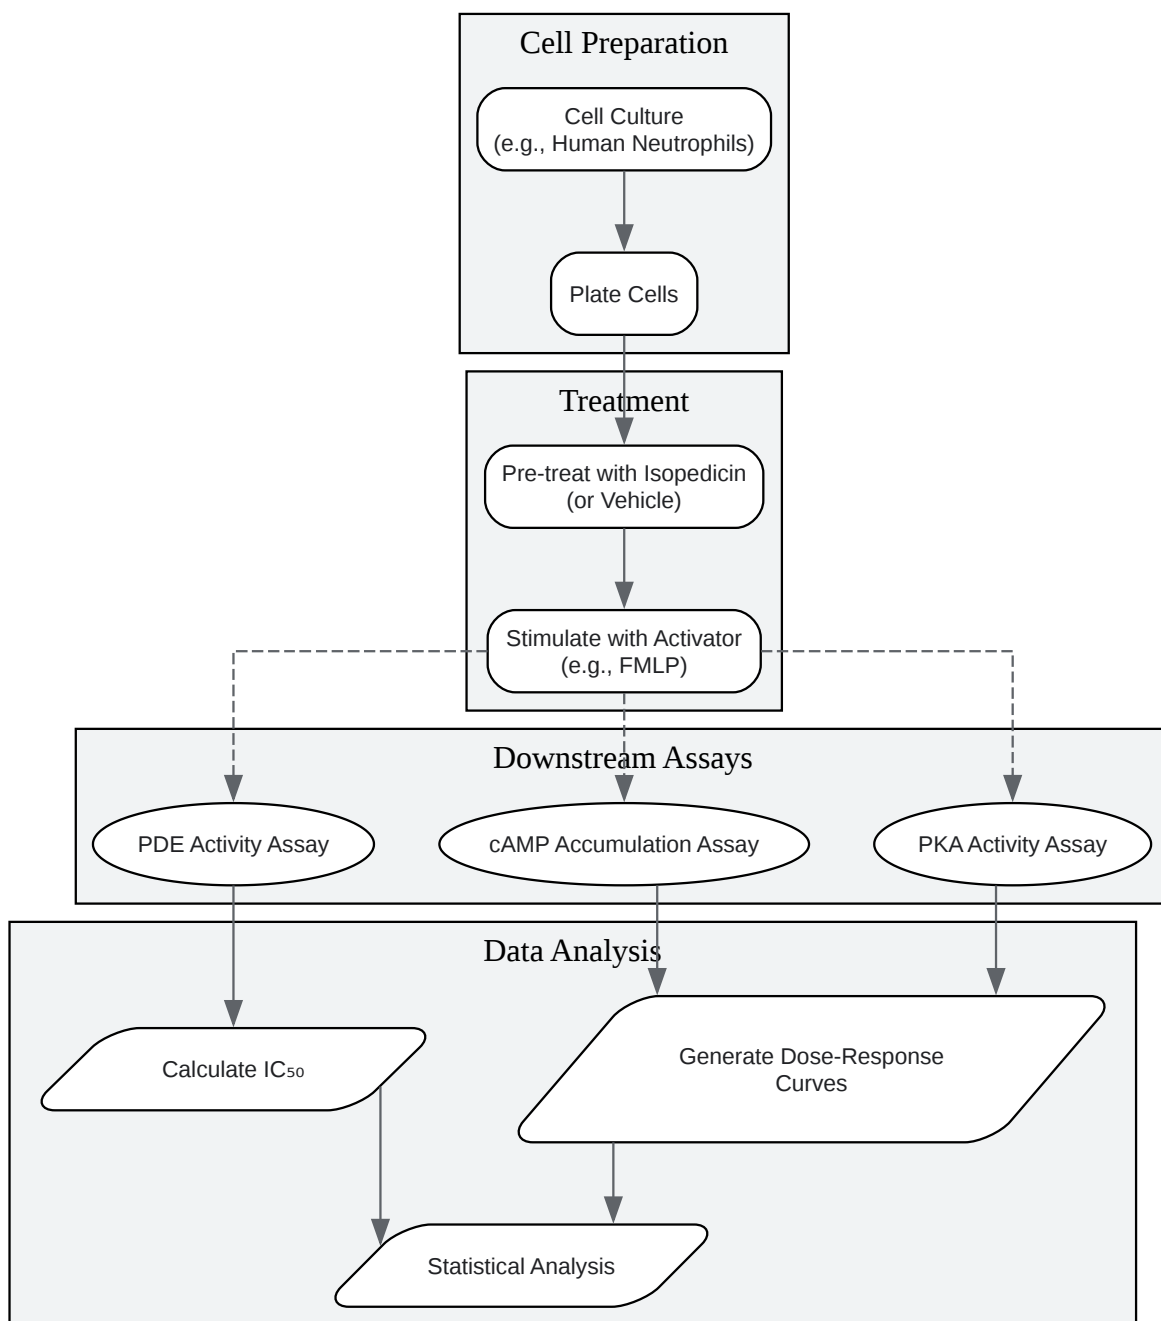 Cell Preparation
Cell Culture
(e.g., Human Neutrophils)
Plate Cells
Treatment
Pre-treat with Isopedicin
(or Vehicle)
Stimulate with Activator
(e.g., FMLP)
Downstream Assays
PDE Activity Assay
cAMP Accumulation Assay
PKA Activity Assay
Data Analysis
Calculate IC₅₀
Generate Dose-Response
Curves
Statistical Analysis